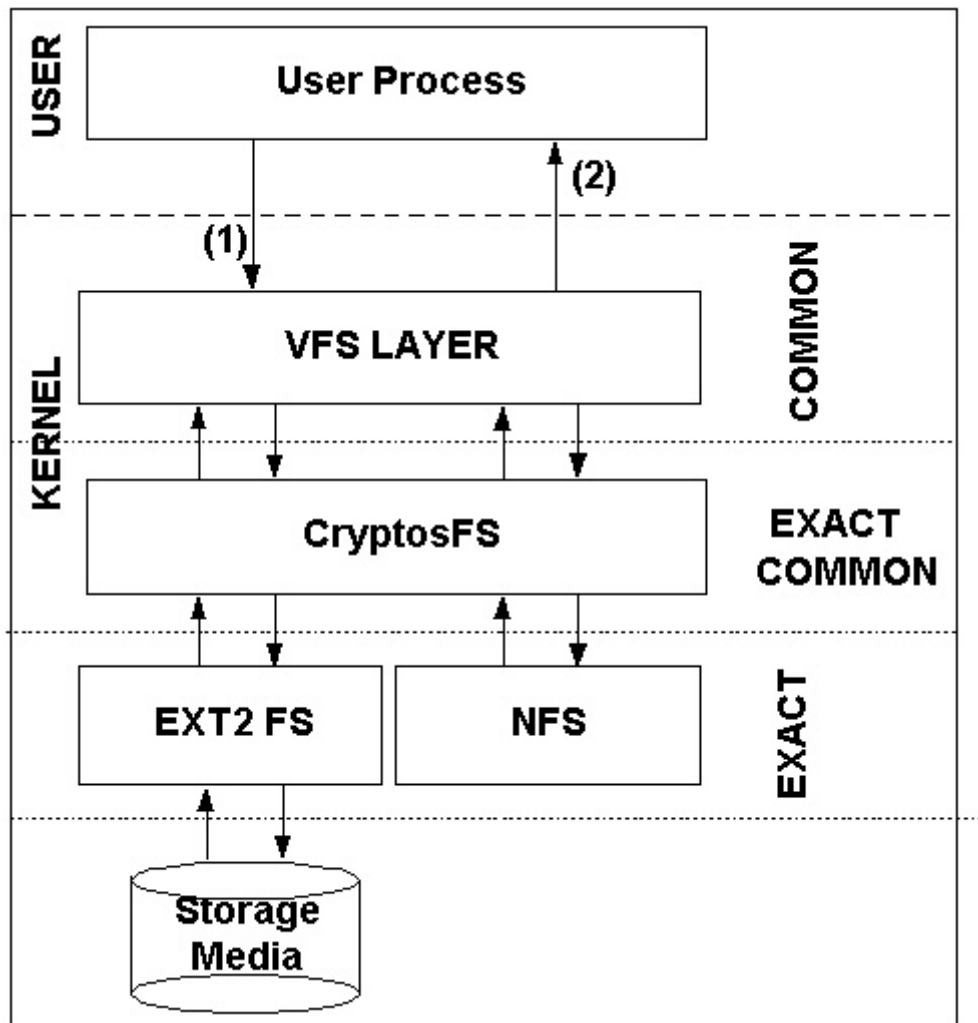 USER
User Process
(1)
(2)
KERNEL
VFS LAYER
COMMON
CryptosFS
EXACT
COMMON
EXT2 FS
NFS
EXACT
Storage
Media